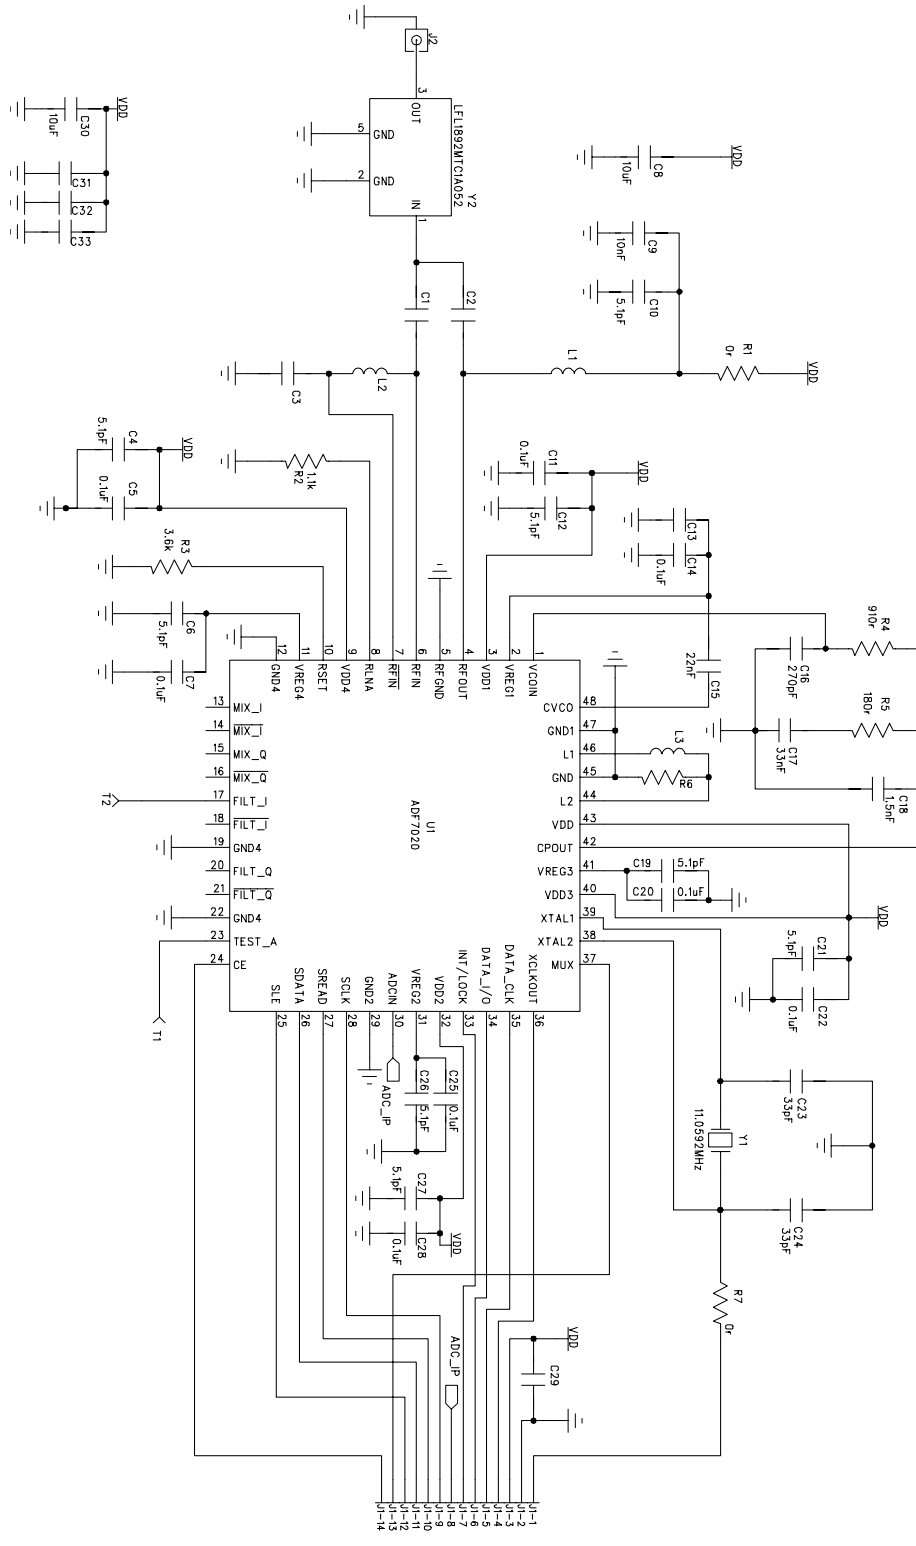 J2
3
OUT
LFL1892MTC1A052
Y2
5
GND
2
GND
IN
1
VDD
C30
10uF
C31
C32
C33
VDD
C8
10uF
C9
10nF
C10
5.1pF
R1
0r
VDD
L1
C1
C2
C3
L2
C4
5.1pF
VDD
C5
0.1uF
R2
1.1k
C11
0.1uF
VDD
C12
5.1pF
C13
C14
0.1uF
R3
3.6k
C6
5.1pF
C7
0.1uF
22nF
C15
R4
910r
C16
270pF
R5
180r
C17
33nF
C18
1.5nF
12
GND4
11
VREG4
10
RSET
9
VDD4
8
RLNA
7
RFIN
6
RFIN
5
RFGND
4
RFOUT
3
VDD1
2
VREG1
1
VCOIN
13 MIX_I
14 MIX_I
15 MIX_Q
16 MIX_Q
17 FILT_I
18 FILT_I
19 GND4
20 FILT_Q
21 FILT_Q
22 GND4
23 TEST_A
24 CE
T2
T1
U1
ADF7020
CVCO 48
GND1 47
L1 46
GND 45
L2 44
VDD 43
CPOUT 42
VREG3 41
VDD3 40
XTAL1 39
XTAL2 38
MUX 37
L3
R6
C19 5.1pF
C20 0.1uF
VDD
C21
5.1pF
C22
0.1uF
SLE
25
SDATA
26
SREAD
27
SCLK
28
GND2
29
ADCIN
30
VREG2
31
VDD2
32
INT/LOCK
33
DATA_I/O
34
DATA_CLK
35
XCLKOUT
36
ADC_IP
C26
5.1pF
C25
0.1uF
C27
5.1pF
C28
0.1uF
VDD
C23
33pF
Y1
11.0592MHz
C24
33pF
R7
0r
VDD
C29
ADC_IP
J1-14
J1-13
J1-12
J1-11
J1-10
J1-9
J1-8
J1-7
J1-6
J1-5
J1-4
J1-3
J1-2
J1-1